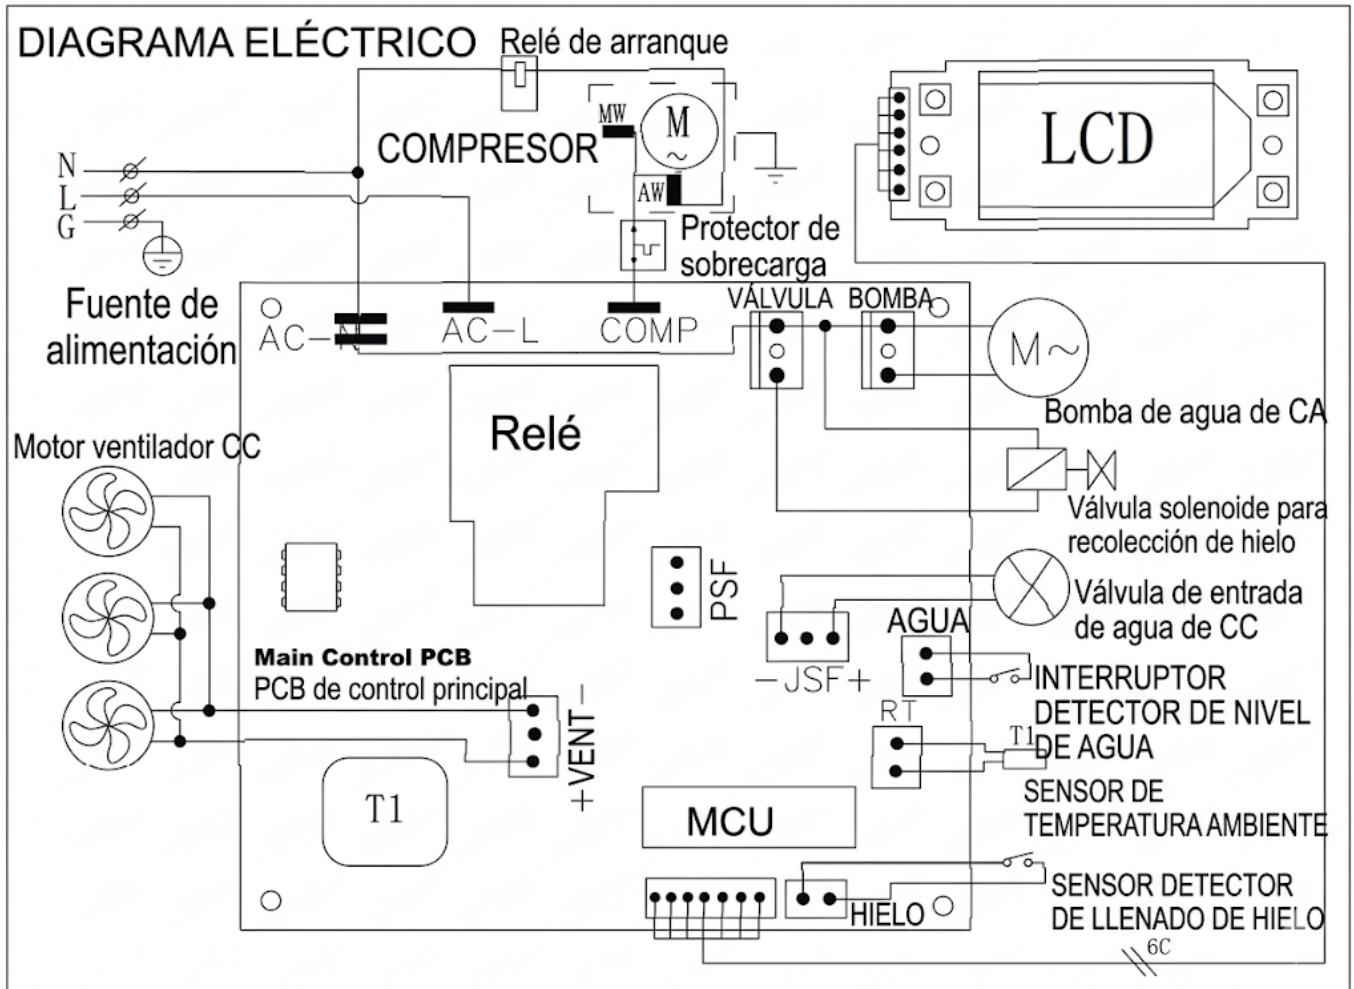 DIAGRAMA ELÉCTRICO
Relé de arranque
MW
M
~
COMPRESOR
AW
LCD
N
L
G
Protector de
sobrecarga
Fuente de
alimentación
VÁLVULA
BOMBA
AC-N
AC-L
COMP
M~
Bomba de agua de CA
Relé
Motor ventilador CC
Válvula solenoide para
recolección de hielo
PSF
Válvula de entrada
de agua de CC
AGUA
-JSF+
Main Control PCB
PCB de control principal
INTERRUPTOR
DETECTOR DE NIVEL
DE AGUA
RT
T1
+VENT-
T1
MCU
SENSOR DE
TEMPERATURA AMBIENTE
HIELO
SENSOR DETECTOR
DE LLENADO DE HIELO
6C